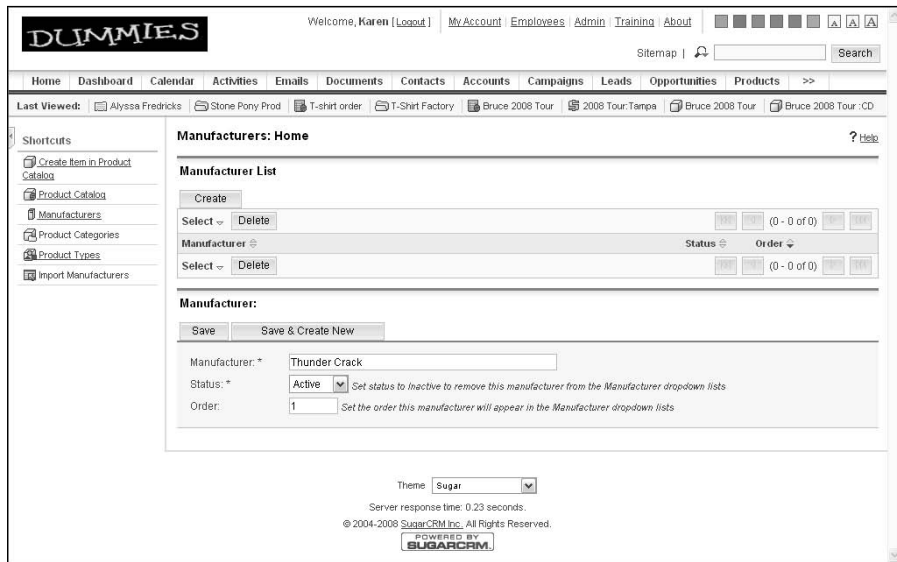 DUMMIES
Welcome, Karen [ Logout ] My Account Employees Admin Training About A A A
Sitemap | Search
Home Dashboard Calendar Activities Emails Documents Contacts Accounts Campaigns Leads Opportunities Products >>
Last Viewed: Alyssa Fredricks Stone Pony Prod T-shirt order T-Shirt Factory Bruce 2008 Tour 2008 Tour:Tampa Bruce 2008 Tour Bruce 2008 Tour :CD
Shortcuts
Create Item in Product Catalog
Product Catalog
Manufacturers
Product Categories
Product Types
Import Manufacturers
Manufacturers: Home ? Help
Manufacturer List
Create
Select Delete (0 - 0 of 0)
Manufacturer Status Order
Select Delete (0 - 0 of 0)
Manufacturer:
Save Save & Create New
Manufacturer: * Thunder Crack
Status: * Active Set status to Inactive to remove this manufacturer from the Manufacturer dropdown lists
Order: 1 Set the order this manufacturer will appear in the Manufacturer dropdown lists
Theme Sugar
Server response time: 0.23 seconds.
© 2004-2008 SugarCRM Inc. All Rights Reserved.
POWERED BY
SUGARCRM.